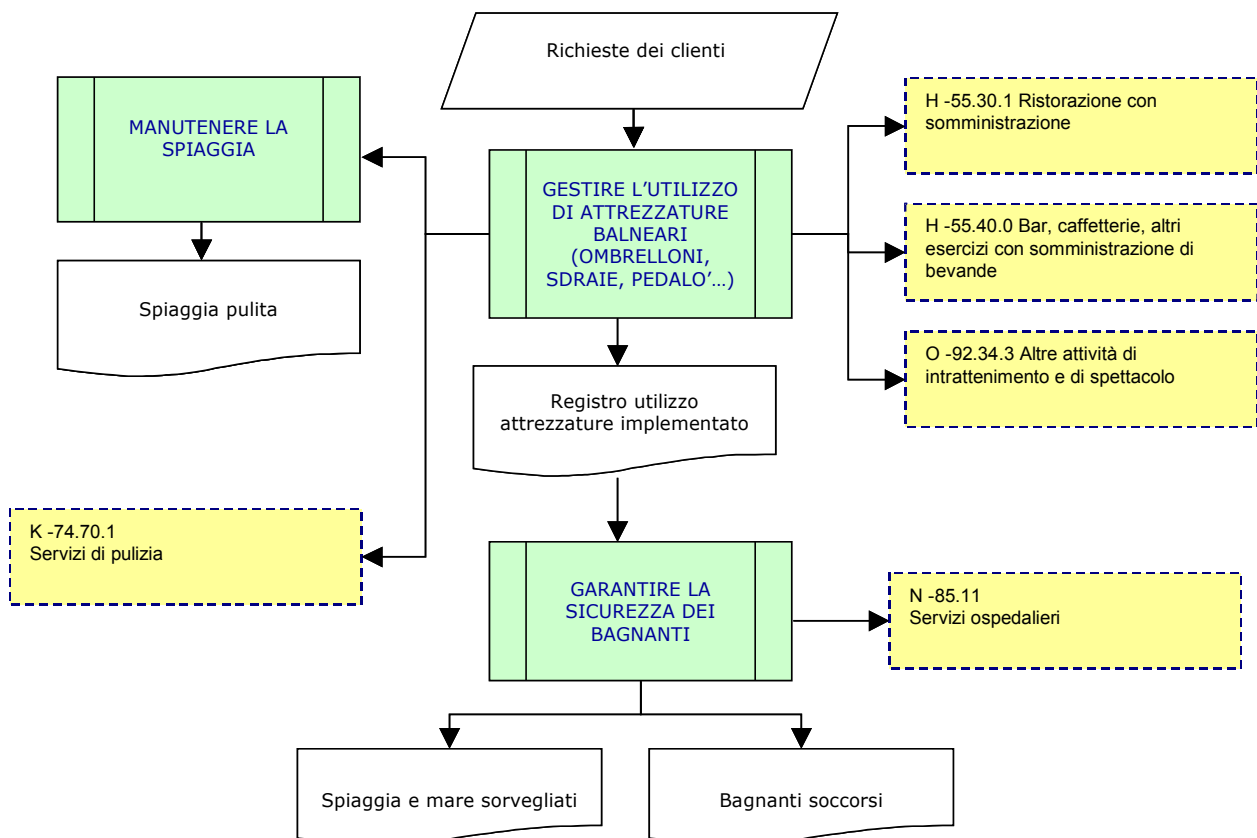 Richieste dei clienti
MANUTENERE LA
SPIAGGIA
H -55.30.1 Ristorazione con
somministrazione
GESTIRE L’UTILIZZO
DI ATTREZZATURE
BALNEARI
(OMBRELLONI,
SDRAIE, PEDALO’…)
H -55.40.0 Bar, caffetterie, altri
esercizi con somministrazione di
bevande
Spiaggia pulita
O -92.34.3 Altre attività di
intrattenimento e di spettacolo
Registro utilizzo
attrezzature implementato
K -74.70.1
Servizi di pulizia
GARANTIRE LA
SICUREZZA DEI
BAGNANTI
N -85.11
Servizi ospedalieri
Spiaggia e mare sorvegliati
Bagnanti soccorsi